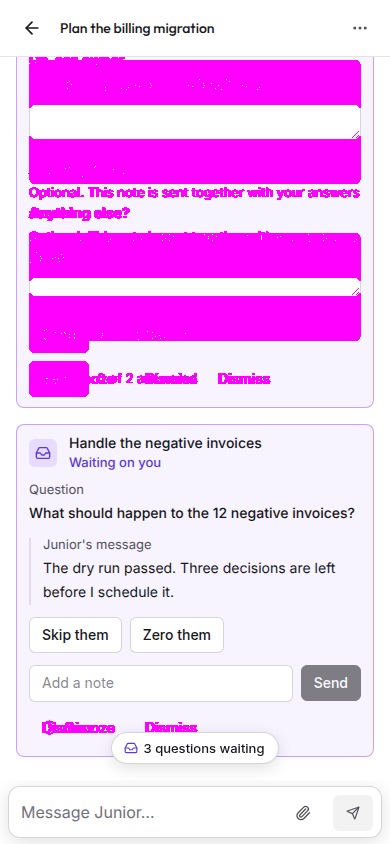 Plan the billing migration
Optional. This note is sent together with your answers
Anything else?
of 2 Dismiss
Handle the negative invoices
Waiting on you
Question
What should happen to the 12 negative invoices?
Junior's message
The dry run passed. Three decisions are left
before I schedule it.
Skip them
Zero them
Add a note
Send
Dismiss
3 questions waiting
Message Junior...